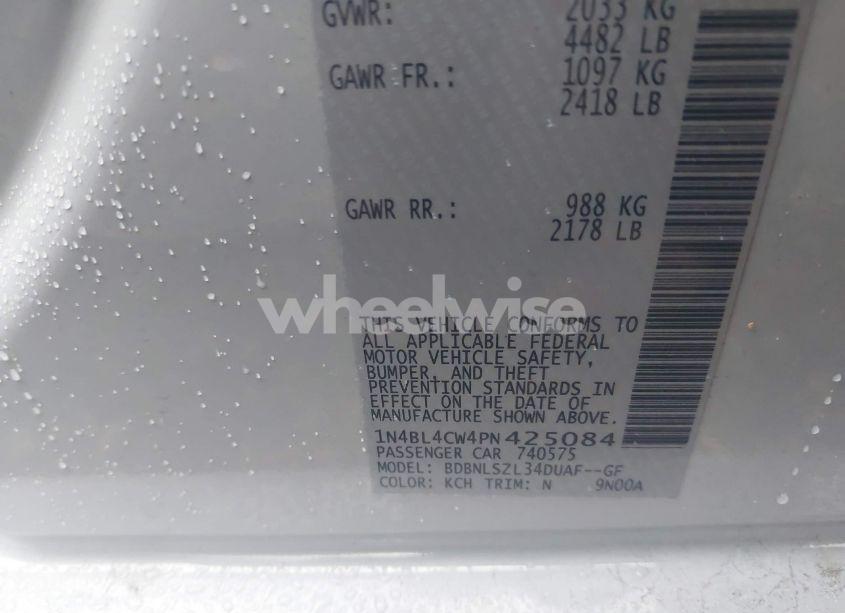 GVWR: 2033 KG
4482 LB
GAWR FR.: 1097 KG
2418 LB
GAWR RR.: 988 KG
2178 LB
wheelwise
THIS VEHICLE CONFORMS TO
ALL APPLICABLE FEDERAL
MOTOR VEHICLE SAFETY,
BUMPER, AND THEFT
PREVENTION STANDARDS IN
EFFECT ON THE DATE OF
MANUFACTURE SHOWN ABOVE.
1N4BL4CW4PN425084
PASSENGER CAR 740575
MODEL: BDBNLSZL34DUAF--GF
COLOR: KCH TRIM: N 9N00A